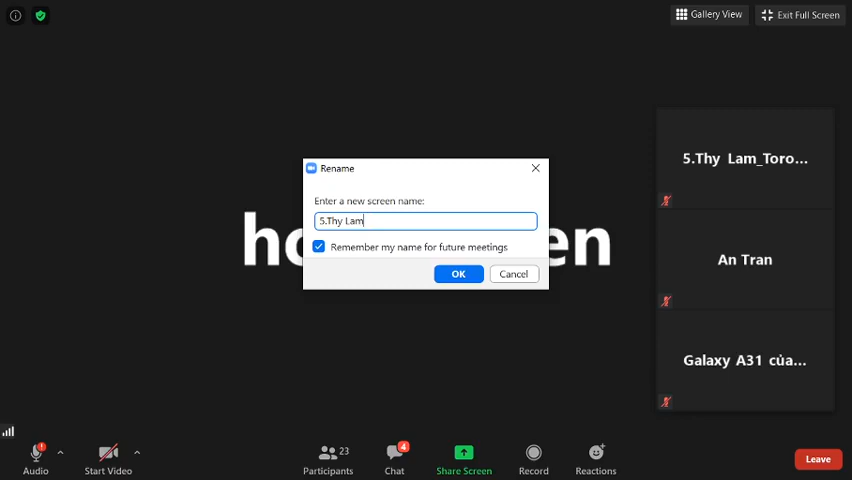 Gallery View
Exit Full Screen
5.Thy Lam_Toro...
Rename
Enter a new screen name:
5.Thy Lam
Remember my name for future meetings
OK
Cancel
An Tran
Galaxy A31 của...
Audio
Start Video
23
Participants
4
Chat
Share Screen
Record
Reactions
Leave